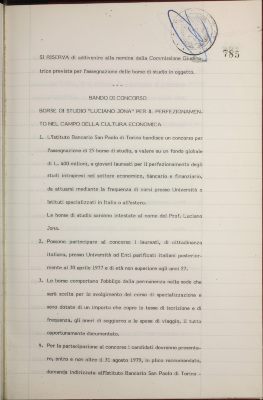 785
SI RISERVA di addivenire alla nomina della Commissione Giudica-
trice prevista per l'assegnazione delle borse di studio in oggetto.
---
BANDO DI CONCORSO
BORSE DI STUDIO "LUCIANO JONA" PER IL PERFEZIONAMEN-
TO NEL CAMPO DELLA CULTURA ECONOMICA
1. L'Istituto Bancario San Paolo di Torino bandisce un concorso per
l'assegnazione di 25 borse di studio, a valere su un fondo globale
di L. 400 milioni, a giovani laureati per il perfezionamento degli
studi intrapresi nel settore economico, bancario e finanziario,
da attuarsi mediante la frequenza di corsi presso Università o
Istituti specializzati in Italia o all'estero.
Le borse di studio saranno intestate al nome del Prof. Luciano
Jona.
2. Possono partecipare al concorso i laureati, di cittadinanza
italiana, presso Università od Enti parificati italiani posterior-
mente al 30 aprile 1977 e di età non superiore agli anni 27.
3. Le borse comportano l'obbligo della permanenza nella sede che
sarà scelta per lo svolgimento del corso di specializzazione e
sono dotate di un importo che copre le tasse di iscrizione e di
frequenza, gli oneri di soggiorno e le spese di viaggio, il tutto
opportunamente documentato.
4. Per la partecipazione al concorso i candidati dovranno presenta-
re, entro e non oltre il 31 agosto 1979, in plico raccomandato,
domanda indirizzata all'Istituto Bancario San Paolo di Torino -